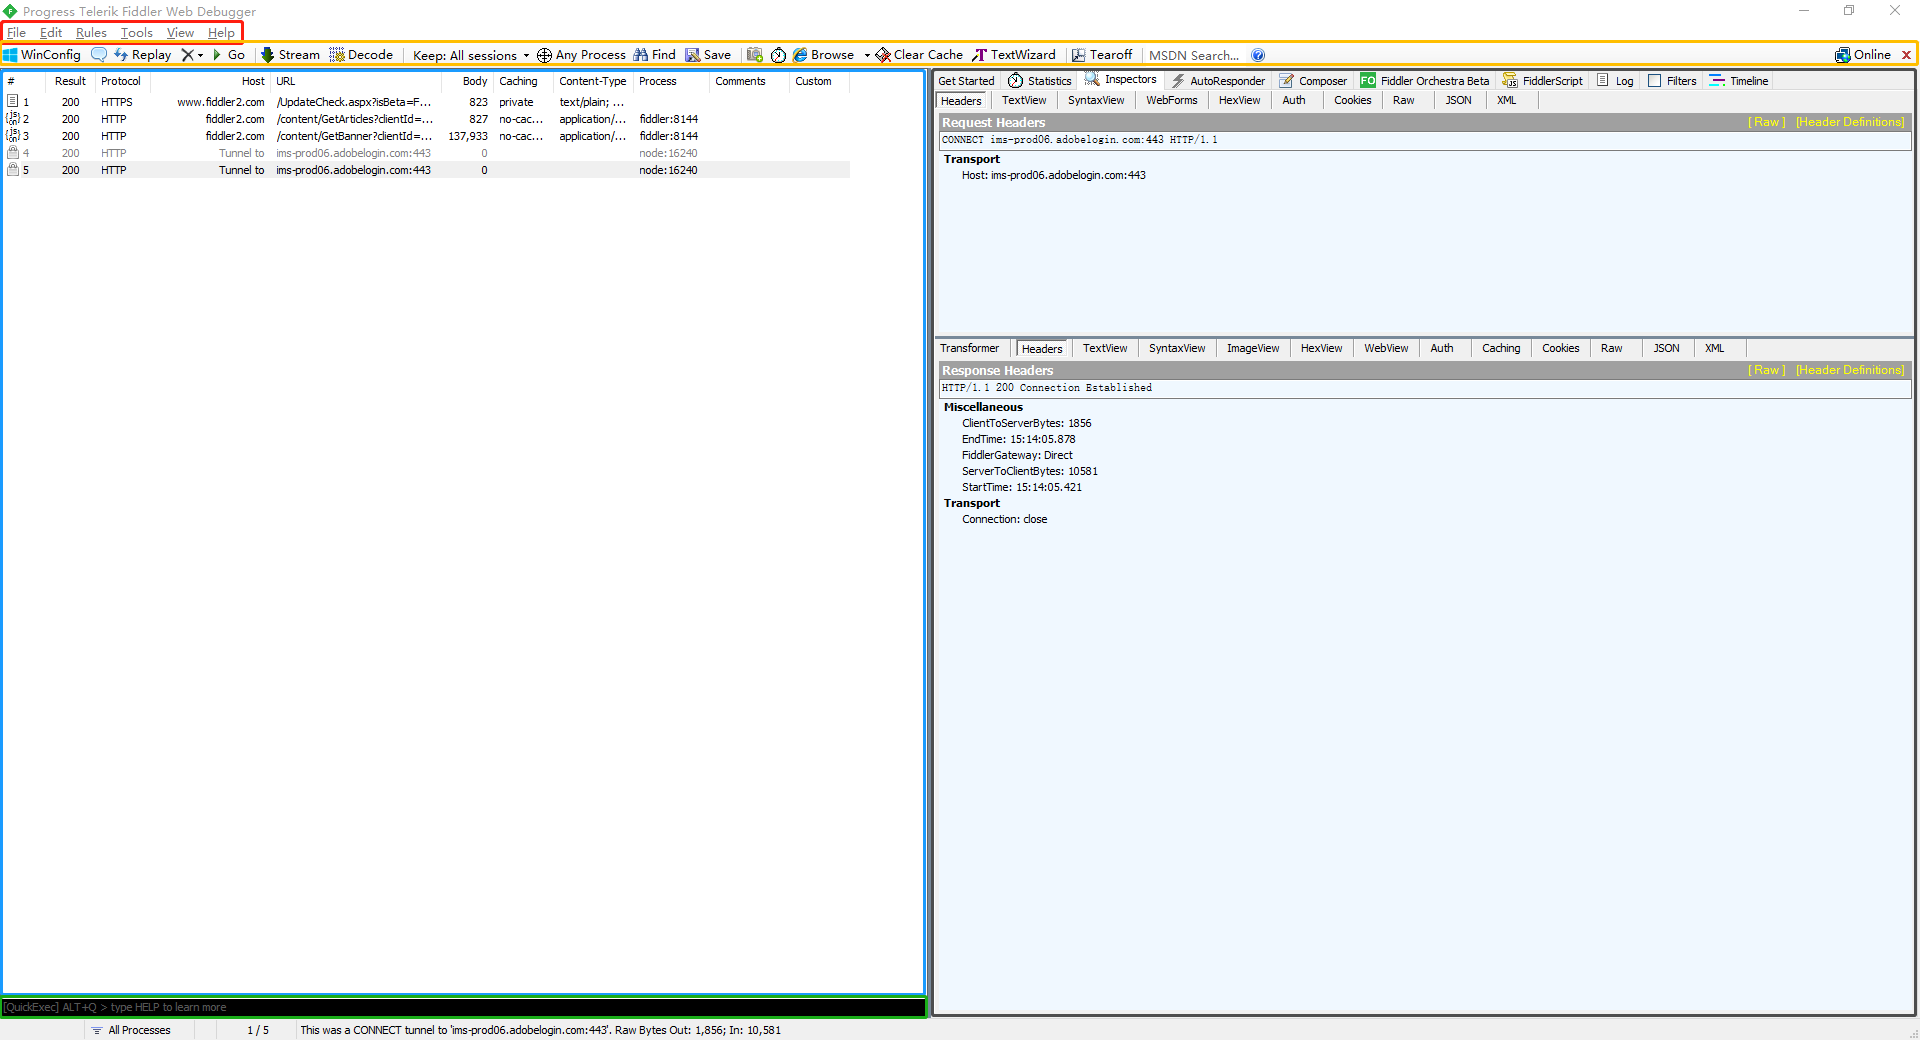 Progress Telerik Fiddler Web Debugger
File Edit Rules Tools View Help
WinConfig Replay Go Stream Decode Keep: All sessions Any Process Find Save Browse Clear Cache TextWizard Tearoff MSDN Search... Online
# Result Protocol Host URL Body Caching Content-Type Process Comments Custom
1 200 HTTPS www.fiddler2.com /UpdateCheck.aspx?isBeta=F... 823 private text/plain; ...
2 200 HTTP fiddler2.com /content/GetArticles?clientId=... 827 no-cac... application/... fiddler:8144
3 200 HTTP fiddler2.com /content/GetBanner?clientId=... 137,933 no-cac... application/... fiddler:8144
4 200 HTTP Tunnel to ims-prod06.adobelogin.com:443 0 node:16240
5 200 HTTP Tunnel to ims-prod06.adobelogin.com:443 0 node:16240
Get Started Statistics Inspectors AutoResponder Composer FO Fiddler Orchestra Beta FiddlerScript Log Filters Timeline
Headers TextView SyntaxView WebForms HexView Auth Cookies Raw JSON XML
Request Headers [ Raw ] [Header Definitions]
CONNECT ims-prod06.adobelogin.com:443 HTTP/1.1
Transport
Host: ims-prod06.adobelogin.com:443
Transformer Headers TextView SyntaxView ImageView HexView WebView Auth Caching Cookies Raw JSON XML
Response Headers [ Raw ] [Header Definitions]
HTTP/1.1 200 Connection Established
Miscellaneous
ClientToServerBytes: 1856
EndTime: 15:14:05.878
FiddlerGateway: Direct
ServerToClientBytes: 10581
StartTime: 15:14:05.421
Transport
Connection: close
[QuickExec] ALT+Q > type HELP to learn more
All Processes 1 / 5 This was a CONNECT tunnel to 'ims-prod06.adobelogin.com:443'. Raw Bytes Out: 1,856; In: 10,581